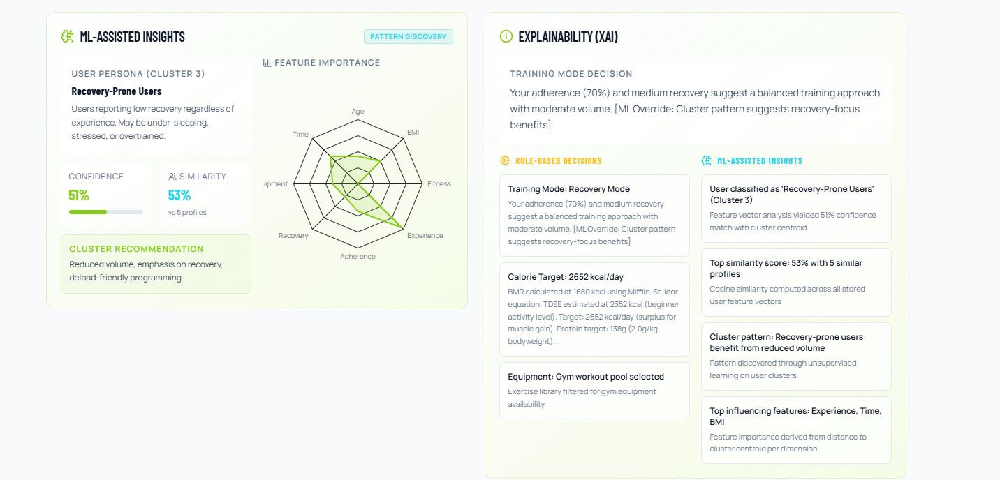 ML-ASSISTED INSIGHTS
PATTERN DISCOVERY
USER PERSONA (CLUSTER 3)
Recovery-Prone Users
Users reporting low recovery regardless of
experience. May be under-sleeping,
stressed, or overtrained.
CONFIDENCE
51%
SIMILARITY
53%
vs 5 profiles
CLUSTER RECOMMENDATION
Reduced volume, emphasis on recovery,
deload-friendly programming.
FEATURE IMPORTANCE
Age
BMI
Fitness
Experience
Adherence
Recovery
uipment
Time
EXPLAINABILITY (XAI)
TRAINING MODE DECISION
Your adherence (70%) and medium recovery suggest a balanced training approach
with moderate volume. [ML Override: Cluster pattern suggests recovery-focus
benefits]
RULE-BASED DECISIONS
Training Mode: Recovery Mode
Your adherence (70%) and medium recovery
suggest a balanced training approach with
moderate volume. [ML Override: Cluster pattern
suggests recovery-focus benefits]
Calorie Target: 2652 kcal/day
BMR calculated at 1680 kcal using Mifflin-St Jeor
equation. TDEE estimated at 2352 kcal (beginner
activity level). Target: 2652 kcal/day (surplus for
muscle gain). Protein target: 138g (2.0g/kg
bodyweight).
Equipment: Gym workout pool selected
Exercise library filtered for gym equipment
availability
ML-ASSISTED INSIGHTS
User classified as 'Recovery-Prone Users'
(Cluster 3)
Feature vector analysis yielded 51% confidence
match with cluster centroid
Top similarity score: 53% with 5 similar
profiles
Cosine similarity computed across all stored
user feature vectors
Cluster pattern: Recovery-prone users
benefit from reduced volume
Pattern discovered through unsupervised
learning on user clusters
Top influencing features: Experience, Time,
BMI
Feature importance derived from distance to
cluster centroid per dimension